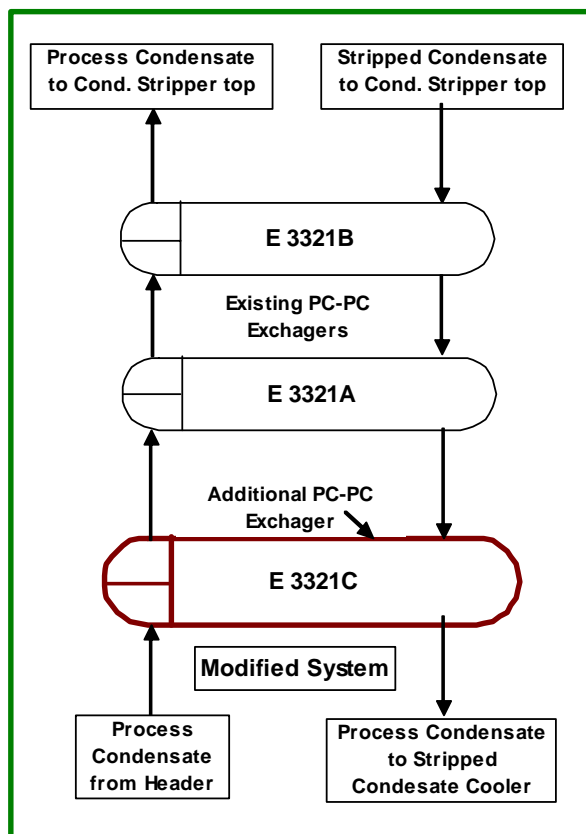 Process Condensate
to Cond. Stripper top
Stripped Condensate
to Cond. Stripper top
E 3321B
Existing PC-PC
Exchagers
E 3321A
Additional PC-PC
Exchager
E 3321C
Modified System
Process
Condensate
from Header
Process Condensate
to Stripped
Condesate Cooler